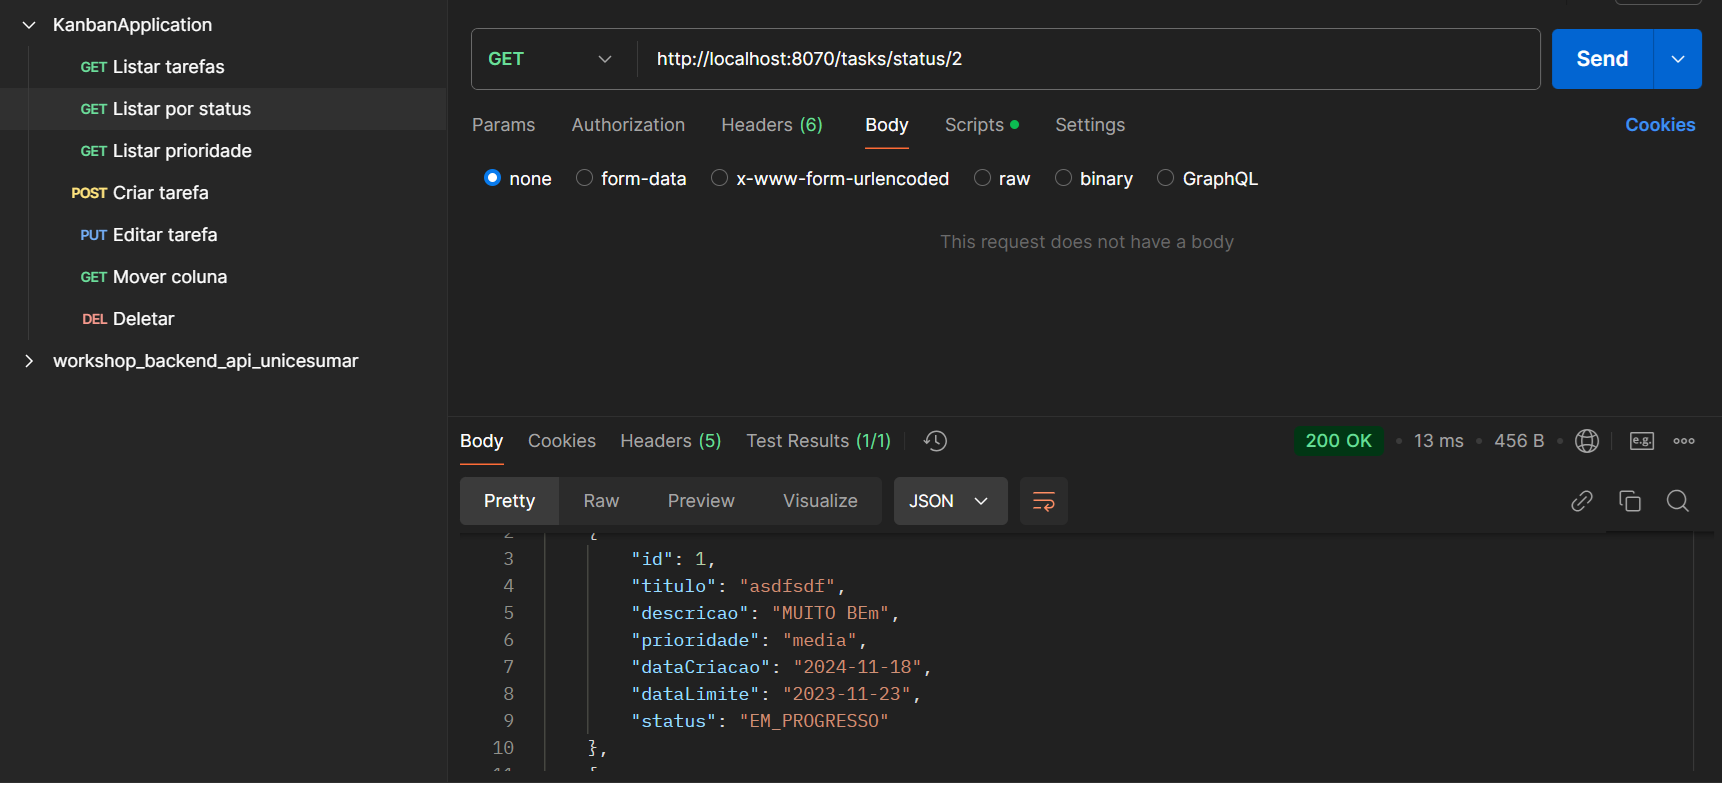 KanbanApplication
GET Listar tarefas
GET Listar por status
GET Listar prioridade
POST Criar tarefa
PUT Editar tarefa
GET Mover coluna
DEL Deletar
workshop_backend_api_unicesumar
GET http://localhost:8070/tasks/status/2 Send
Params Authorization Headers (6) Body Scripts Settings Cookies
none form-data x-www-form-urlencoded raw binary GraphQL
This request does not have a body
Body Cookies Headers (5) Test Results (1/1) 200 OK • 13 ms • 456 B • e.g.
Pretty Raw Preview Visualize JSON
2 {
3 "id": 1,
4 "titulo": "asdfsdf",
5 "descricao": "MUITO BEm",
6 "prioridade": "media",
7 "dataCriacao": "2024-11-18",
8 "dataLimite": "2023-11-23",
9 "status": "EM_PROGRESSO"
10 },
11 {